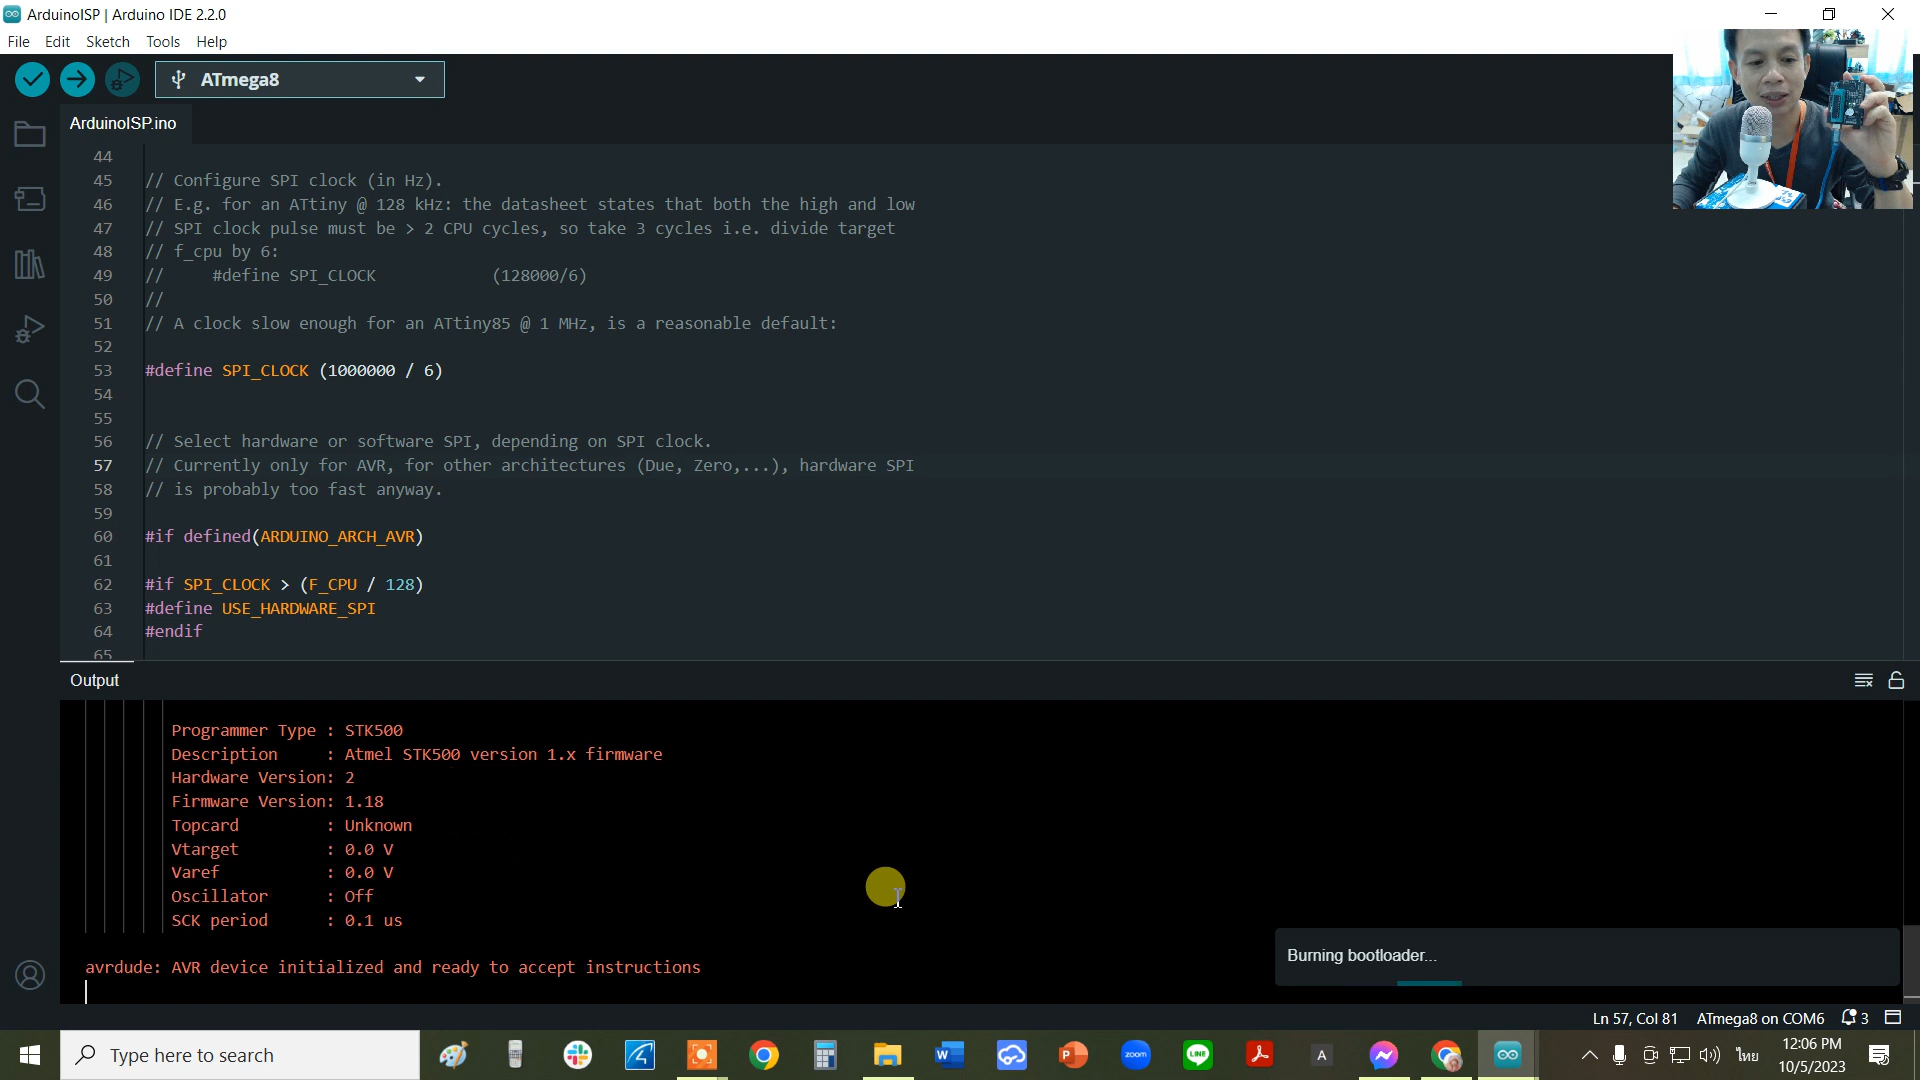 ArduinoISP | Arduino IDE 2.2.0
File Edit Sketch Tools Help
ATmega8
ArduinoISP.ino
44
45 // Configure SPI clock (in Hz).
46 // E.g. for an ATtiny @ 128 kHz: the datasheet states that both the high and low
47 // SPI clock pulse must be > 2 CPU cycles, so take 3 cycles i.e. divide target
48 // f_cpu by 6:
49 // #define SPI_CLOCK (128000/6)
50 //
51 // A clock slow enough for an ATtiny85 @ 1 MHz, is a reasonable default:
52
53 #define SPI_CLOCK (1000000 / 6)
54
55
56 // Select hardware or software SPI, depending on SPI clock.
57 // Currently only for AVR, for other architectures (Due, Zero,...), hardware SPI
58 // is probably too fast anyway.
59
60 #if defined(ARDUINO_ARCH_AVR)
61
62 #if SPI_CLOCK > (F_CPU / 128)
63 #define USE_HARDWARE_SPI
64 #endif
65
Output
Programmer Type : STK500
Description : Atmel STK500 version 1.x firmware
Hardware Version: 2
Firmware Version: 1.18
Topcard : Unknown
Vtarget : 0.0 V
Varef : 0.0 V
Oscillator : Off
SCK period : 0.1 us
avrdude: AVR device initialized and ready to accept instructions
Burning bootloader...
Ln 57, Col 81 ATmega8 on COM6 3
Type here to search
zoom
LINE
A
ไทย
12:06 PM
10/5/2023